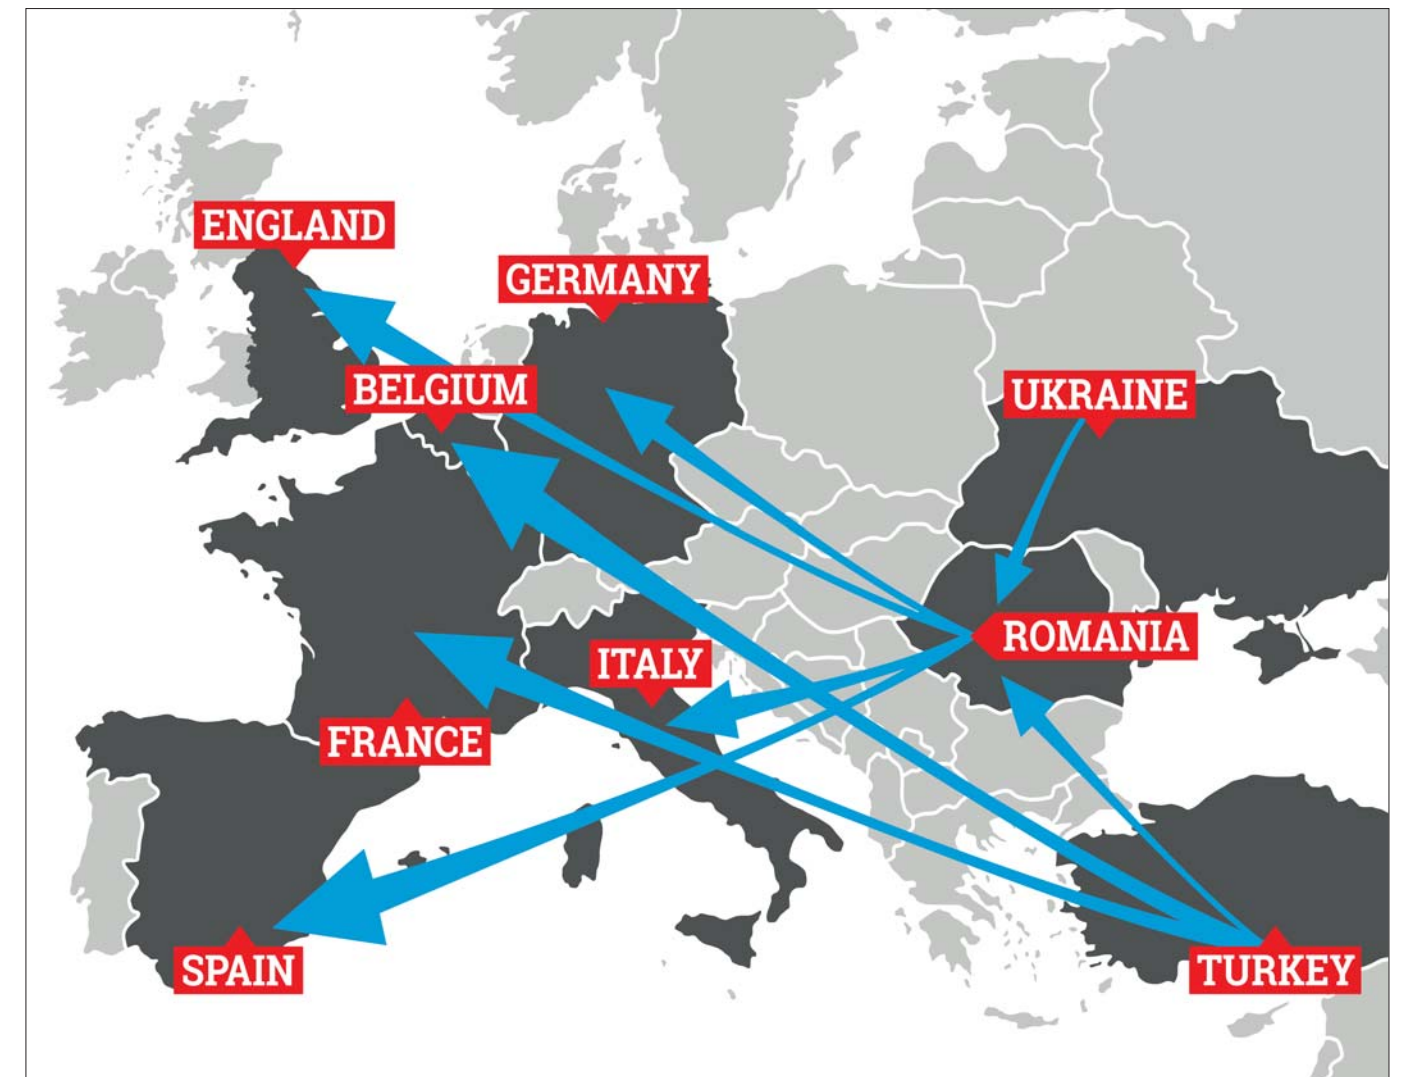 ENGLAND
GERMANY
BELGIUM
UKRAINE
ROMANIA
ITALY
FRANCE
SPAIN
TURKEY